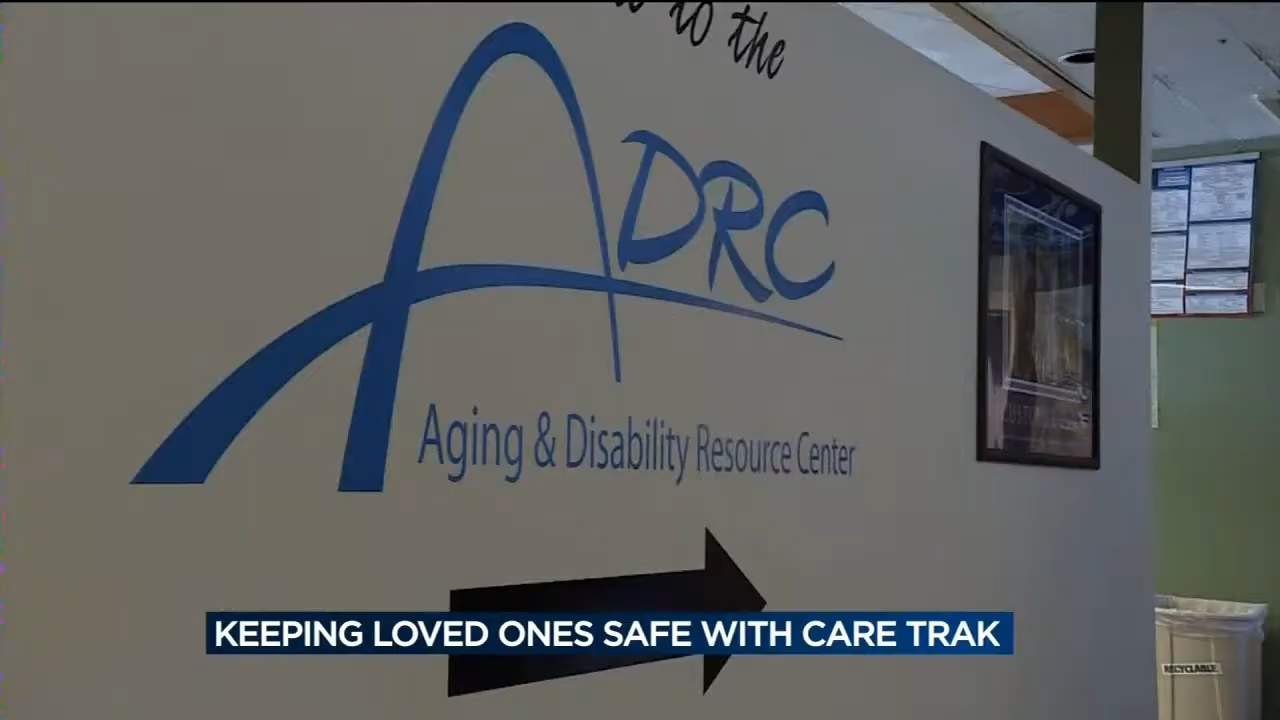 to the
ADRC
Aging & Disability Resource Center
KEEPING LOVED ONES SAFE WITH CARE TRAK
RECYCLABLE